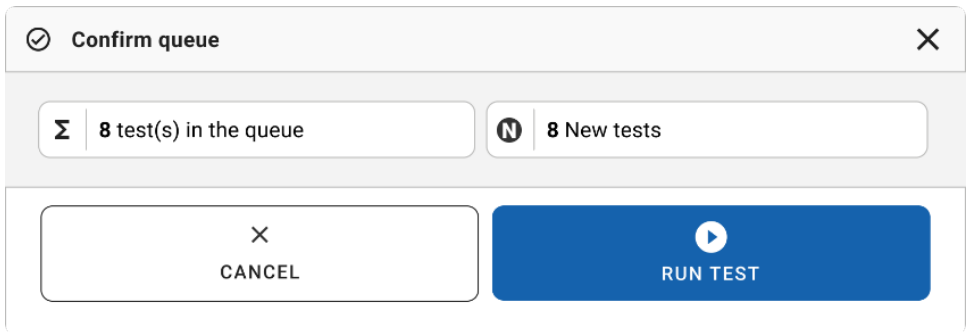 Confirm queue
Σ 8 test(s) in the queue
N 8 New tests
CANCEL
RUN TEST